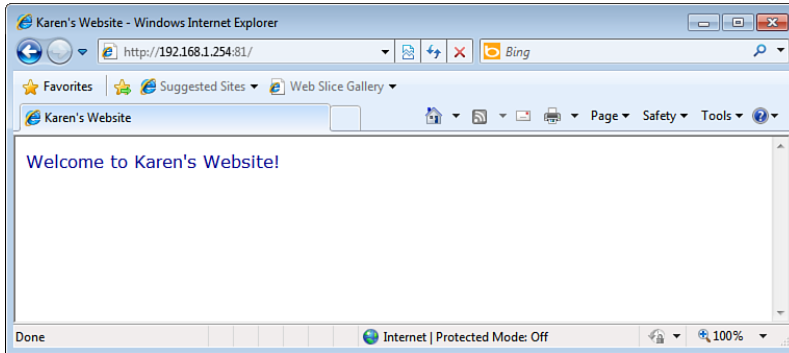 Karen's Website - Windows Internet Explorer
http://192.168.1.254:81/ Bing
Favorites Suggested Sites Web Slice Gallery
Karen's Website Page Safety Tools
Welcome to Karen's Website!
Done Internet | Protected Mode: Off 100%